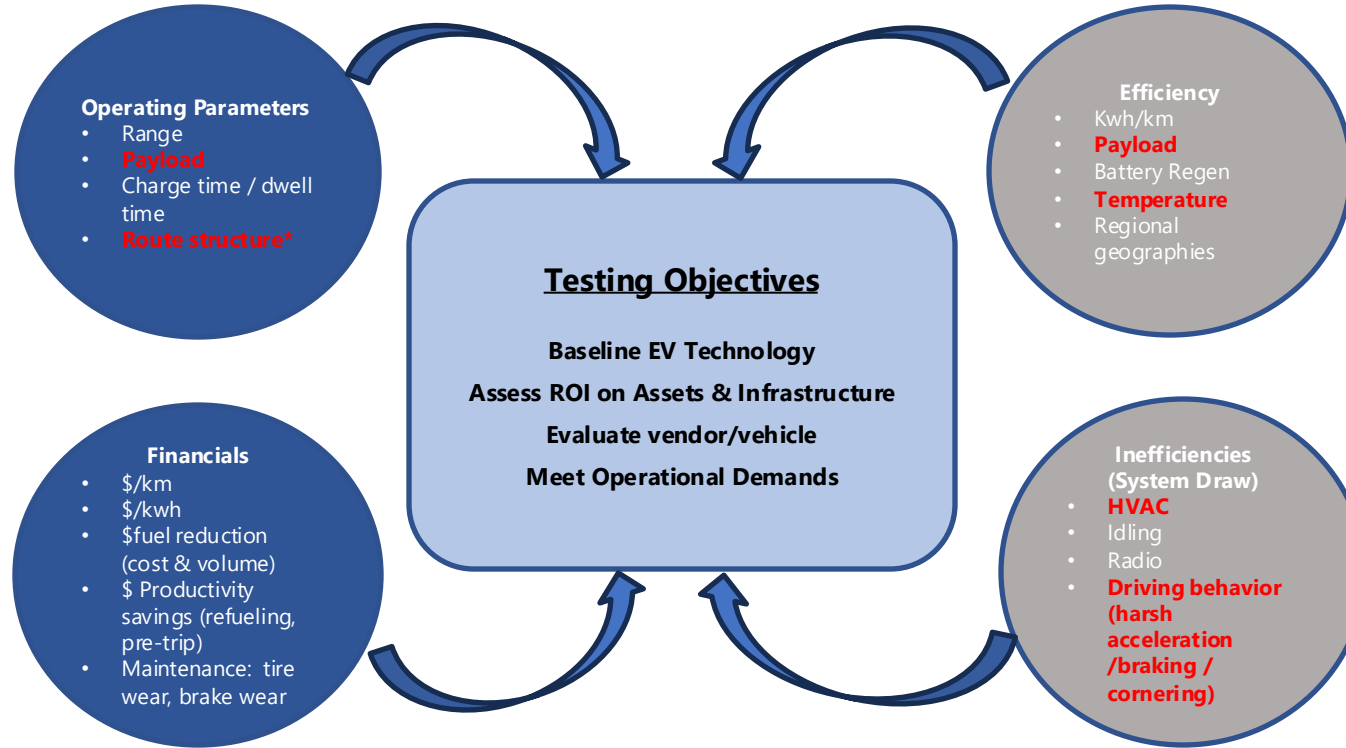 Operating Parameters
• Range
• Payload
• Charge time / dwell
time
• Route structure*
Efficiency
• Kwh/km
• Payload
• Battery Regen
• Temperature
• Regional
geographies
Testing Objectives
Baseline EV Technology
Assess ROI on Assets & Infrastructure
Evaluate vendor/vehicle
Meet Operational Demands
Financials
• $/km
• $/kwh
• $fuel reduction
(cost & volume)
• $ Productivity
savings (refueling,
pre-trip)
• Maintenance: tire
wear, brake wear
Inefficiencies
(System Draw)
• HVAC
• Idling
• Radio
• Driving behavior
(harsh
acceleration
/braking /
cornering)